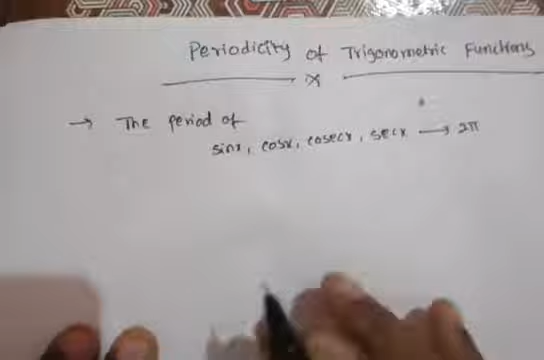 Periodicity of Trigonometric Functions
→ The period of
sinx, cosx, cosecx, secx → 2π